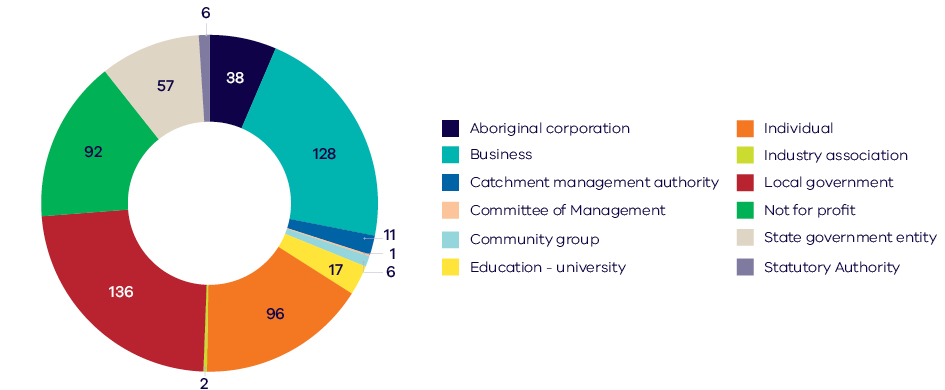 6
38
57
128
92
11
1
6
17
136
96
2
Aboriginal corporation
Business
Catchment management authority
Committee of Management
Community group
Education - university
Individual
Industry association
Local government
Not for profit
State government entity
Statutory Authority